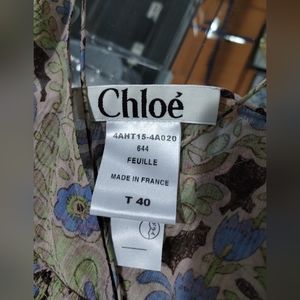 Chloé
4AHT15-4A020
644
FEUILLE
MADE IN FRANCE
T 40